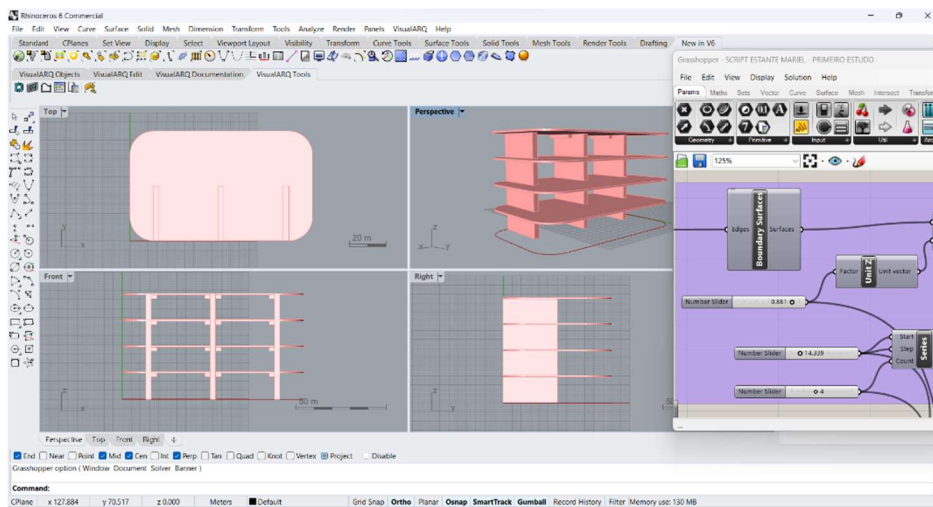 Rhinoceros 6 Commercial
File Edit View Curve Surface Solid Mesh Dimension Transform Tools Analyze Render Panels VisualARQ Help
Standard CPlanes Set View Display Select Viewport Layout Visibility Transform Curve Tools Surface Tools Solid Tools Mesh Tools Render Tools Drafting New in V6
VisualARQ Objects VisualARQ Edit VisualARQ Documentation VisualARQ Tools
Top
Perspective
20 m
y
x
z
x
y
Front
Right
50 m
z
x
z
y
50
Grasshopper - SCRIPT ESTANTE MARIEL - PRIMEIRO ESTUDO
File Edit View Display Solution Help
Params Maths Sets Vector Curve Surface Mesh Intersect Transfor
Geometry Primitive Input Util
125%
Edges Boundary Surfaces Surfaces
Factor Unit Z Unit vector
Number Slider 0.881
Number Slider 14.339
Start
Step
Count
Series
Number Slider 4
Perspective Top Front Right
End Near Point Mid Cen Int Perp Tan Quad Knot Vertex Project Disable
Grasshopper option ( Window Document Solver Banner )
Command:
CPlane x 127.884 y 70.517 z 0.000 Meters Default Grid Snap Ortho Planar Osnap SmartTrack Gumball Record History Filter Memory use: 130 MB